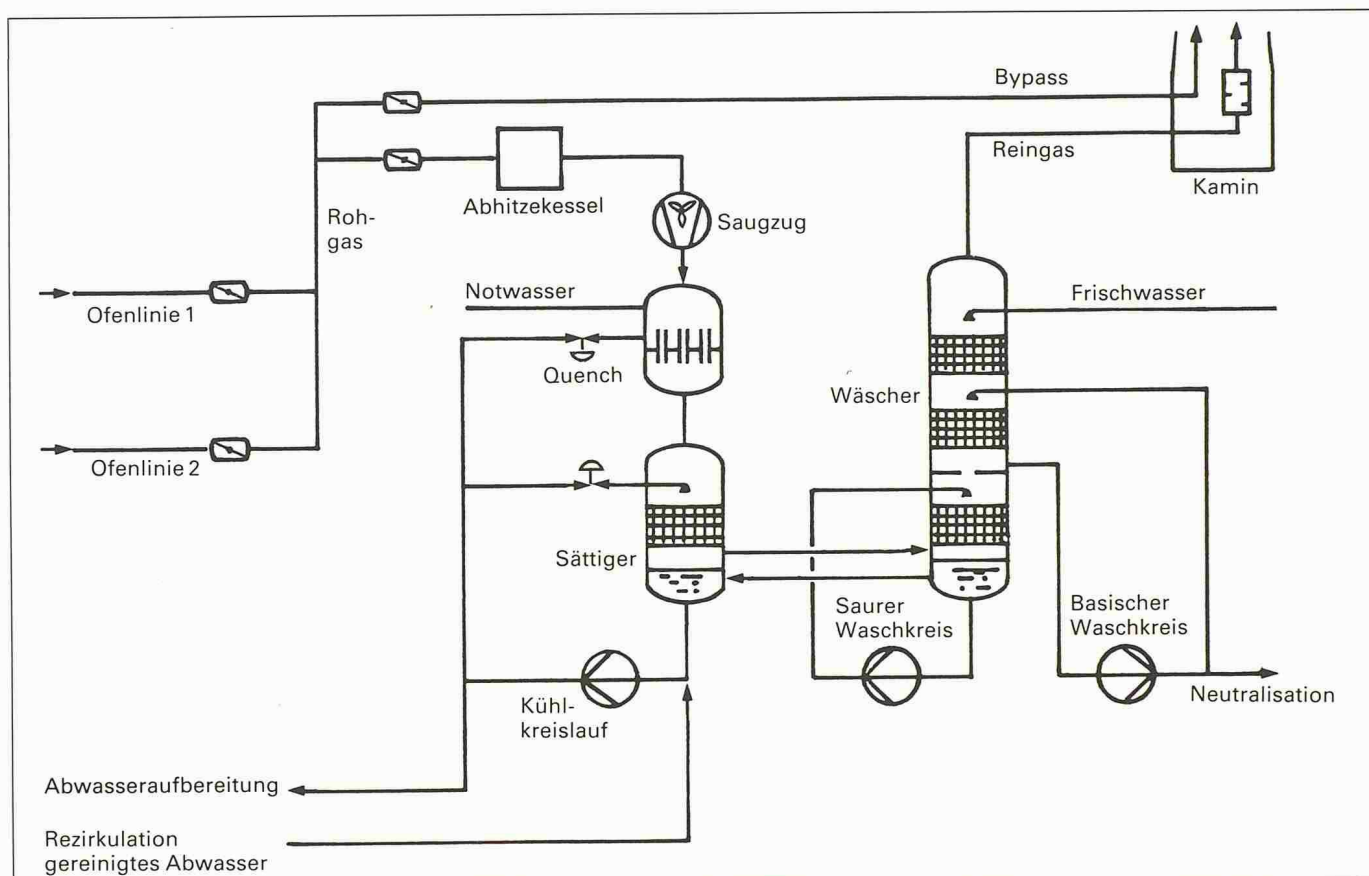 Bypass
Reingas
Kamin
Abhitzekessel
Saugzug
Roh-
gas
Notwasser
Frischwasser
Ofenlinie 1
Quench
Wäscher
Ofenlinie 2
Sättiger
Saurer
Waschkreis
Basischer
Waschkreis
Kühl-
kreislauf
Neutralisation
Abwasseraufbereitung
Rezirkulation
gereinigtes Abwasser